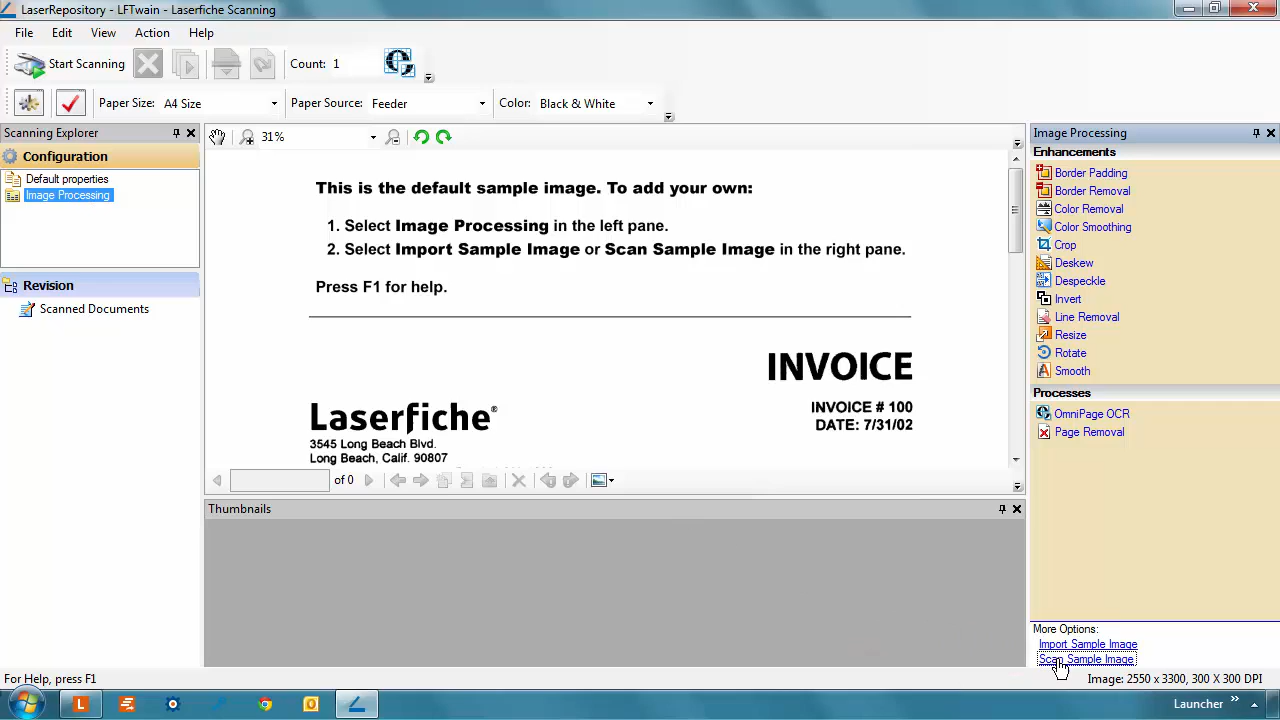 LaserRepository - LFTwain - Laserfiche Scanning
File Edit View Action Help
Start Scanning Count: 1
Paper Size: A4 Size Paper Source: Feeder Color: Black & White
Scanning Explorer
Configuration
Default properties
Image Processing
Revision
Scanned Documents
31%
This is the default sample image. To add your own:
1. Select Image Processing in the left pane.
2. Select Import Sample Image or Scan Sample Image in the right pane.
Press F1 for help.
INVOICE
INVOICE # 100
DATE: 7/31/02
Laserfiche®
3545 Long Beach Blvd.
Long Beach, Calif. 90807
of 0
Thumbnails
Image Processing
Enhancements
Border Padding
Border Removal
Color Removal
Color Smoothing
Crop
Deskew
Despeckle
Invert
Line Removal
Resize
Rotate
Smooth
Processes
OmniPage OCR
Page Removal
More Options:
Import Sample Image
Scan Sample Image
For Help, press F1
Image: 2550 x 3300, 300 X 300 DPI
Launcher